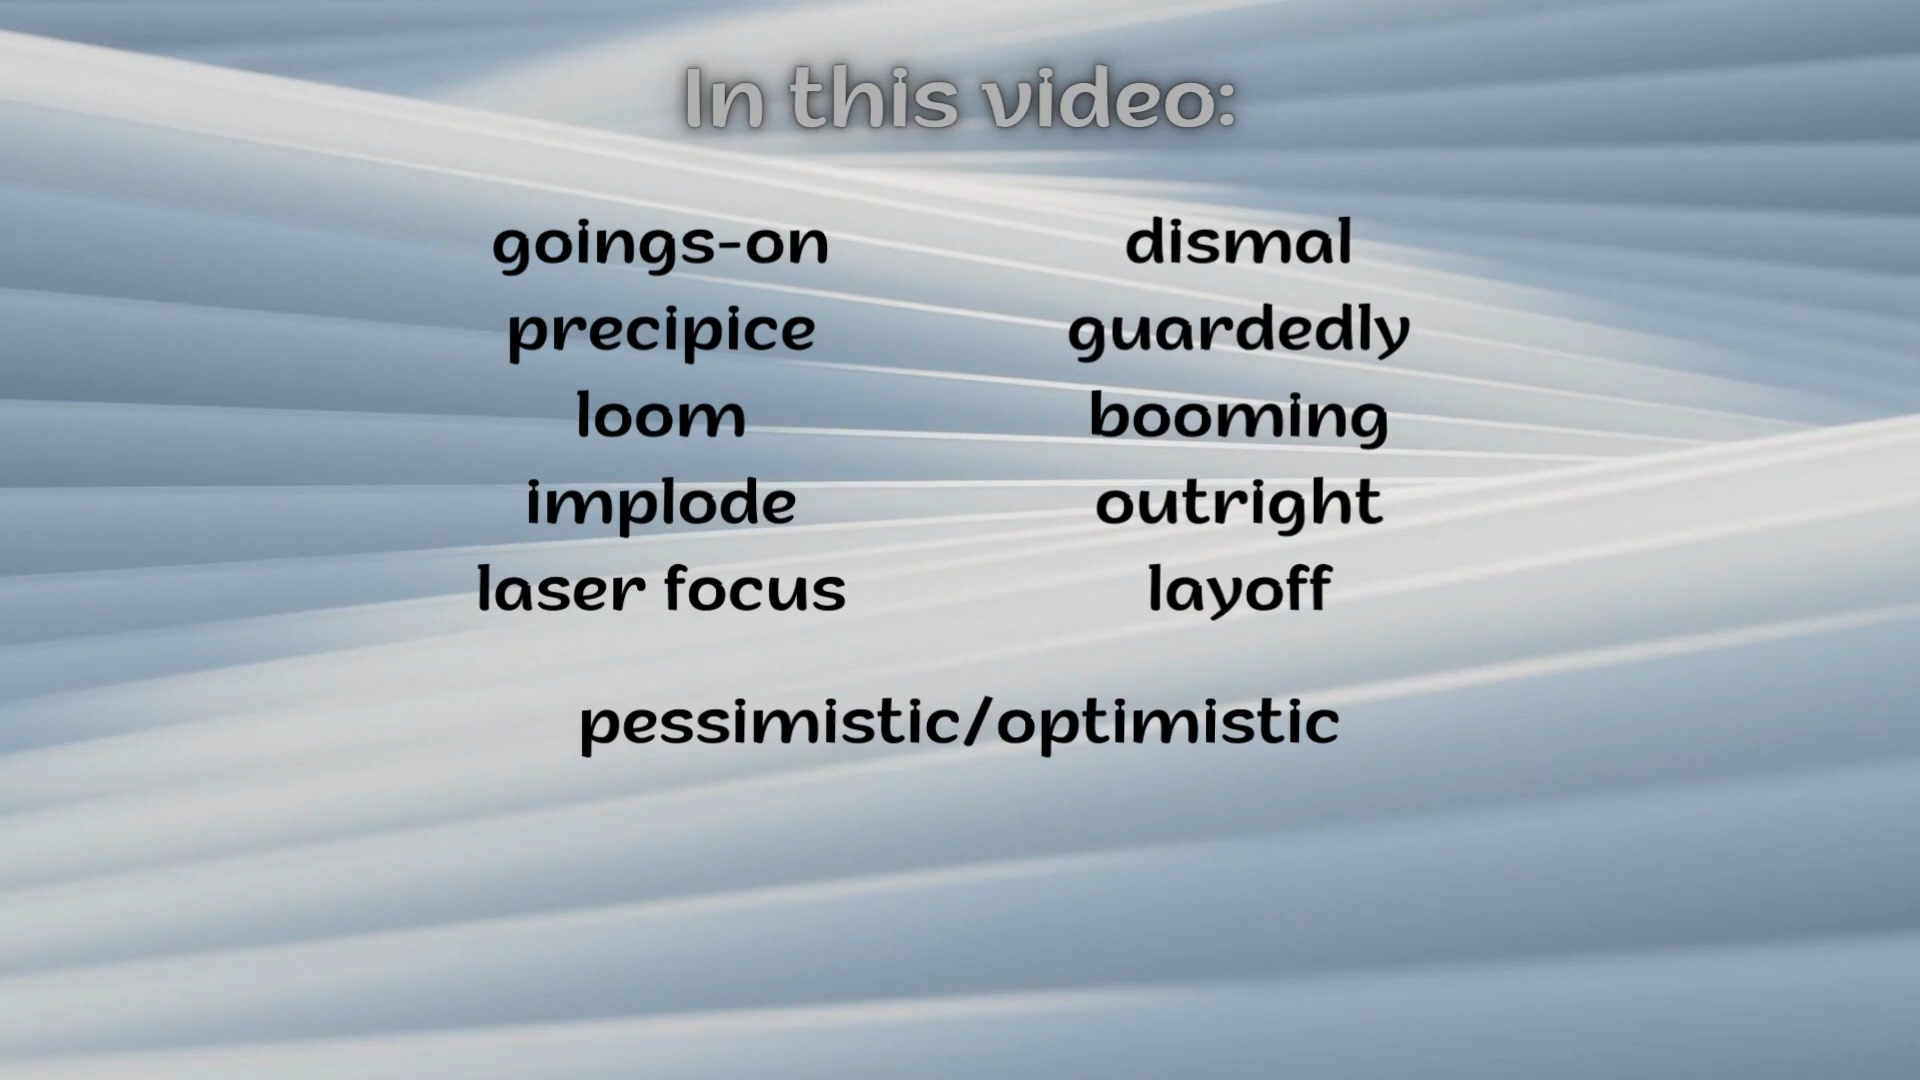 In this video:
goings-on
precipice
loom
implode
laser focus
dismal
guardedly
booming
outright
layoff
pessimistic/optimistic